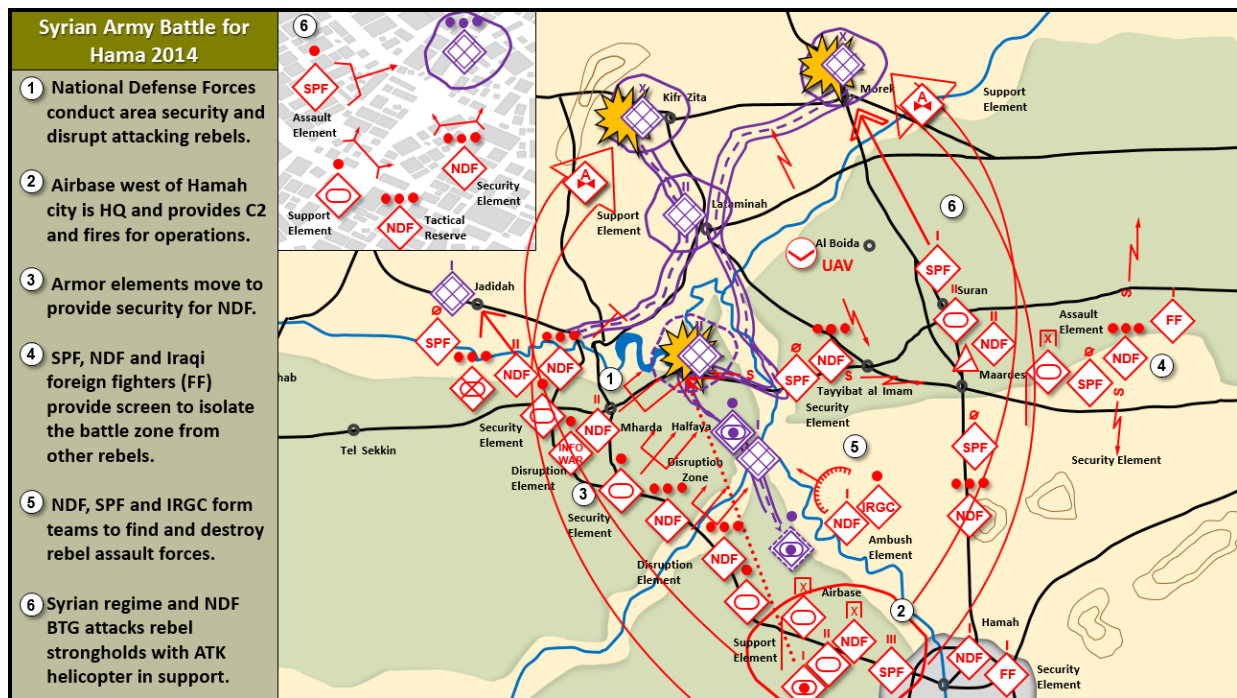 Syrian Army Battle for
Hama 2014
1 National Defense Forces
conduct area security and
disrupt attacking rebels.
2 Airbase west of Hamah
city is HQ and provides C2
and fires for operations.
3 Armor elements move to
provide security for NDF.
4 SPF, NDF and Iraqi
foreign fighters (FF)
provide screen to isolate
the battle zone from
other rebels.
5 NDF, SPF and IRGC form
teams to find and destroy
rebel assault forces.
6 Syrian regime and NDF
BTG attacks rebel
strongholds with ATK
helicopter in support.
6
SPF
Assault
Element
Support
Element
NDF
Tactical
Reserve
NDF
Security
Element
X
Kifr Zita
X
Morek
A
Support
Element
A
Support
Element
II
Lataminah
Al Boida
UAV
6
I
SPF
Suran
II
I
Jadidah
Ø
SPF
II
NDF
NDF
1
II
NDF
Mharda
Halfaya
Disruption
Zone
Security
Element
INFO
WAR
Disruption
Element
3
Security
Element
NDF
Disruption
Element
NDF
hab
Tel Sekkin
S
Ø
SPF
NDF
Tayyibat al Imam
Security
Element
S
II
NDF
Maardes
X
Ø
SPF
Assault
Element
NDF
I
FF
S
4
S
Security Element
I
5
I
NDF
IRGC
Ambush
Element
Ø
SPF
NDF
X
Airbase
2
Support
Element
I
II
X
NDF
III
SPF
Hamah
I
NDF
I
FF
Security
Element